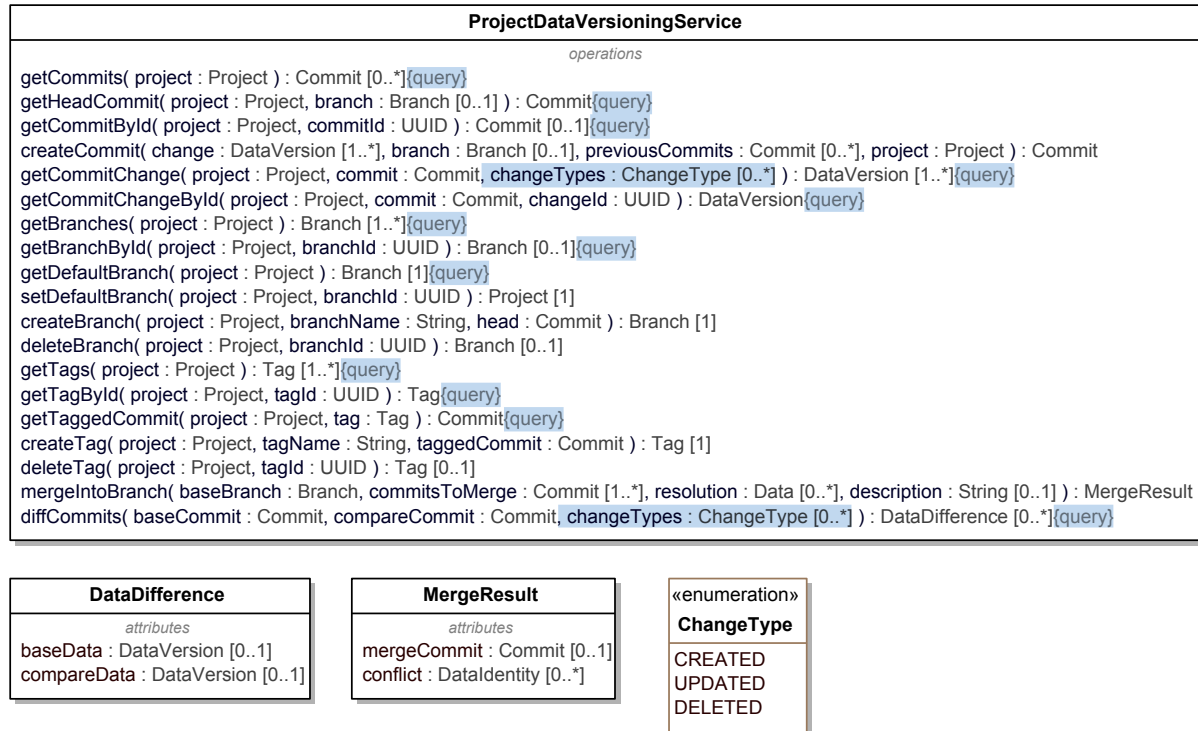 ProjectDataVersioningService
operations
getCommits( project : Project ) : Commit [0..*]{query}
getHeadCommit( project : Project, branch : Branch [0..1] ) : Commit{query}
getCommitById( project : Project, commitId : UUID ) : Commit [0..1]{query}
createCommit( change : DataVersion [1..*], branch : Branch [0..1], previousCommits : Commit [0..*], project : Project ) : Commit
getCommitChange( project : Project, commit : Commit, changeTypes : ChangeType [0..*] ) : DataVersion [1..*]{query}
getCommitChangeById( project : Project, commit : Commit, changeId : UUID ) : DataVersion{query}
getBranches( project : Project ) : Branch [1..*]{query}
getBranchById( project : Project, branchId : UUID ) : Branch [0..1]{query}
getDefaultBranch( project : Project ) : Branch [1]{query}
setDefaultBranch( project : Project, branchId : UUID ) : Project [1]
createBranch( project : Project, branchName : String, head : Commit ) : Branch [1]
deleteBranch( project : Project, branchId : UUID ) : Branch [0..1]
getTags( project : Project ) : Tag [1..*]{query}
getTagById( project : Project, tagId : UUID ) : Tag{query}
getTaggedCommit( project : Project, tag : Tag ) : Commit{query}
createTag( project : Project, tagName : String, taggedCommit : Commit ) : Tag [1]
deleteTag( project : Project, tagId : UUID ) : Tag [0..1]
mergeIntoBranch( baseBranch : Branch, commitsToMerge : Commit [1..*], resolution : Data [0..*], description : String [0..1] ) : MergeResult
diffCommits( baseCommit : Commit, compareCommit : Commit, changeTypes : ChangeType [0..*] ) : DataDifference [0..*]{query}
DataDifference
attributes
baseData : DataVersion [0..1]
compareData : DataVersion [0..1]
MergeResult
attributes
mergeCommit : Commit [0..1]
conflict : DataIdentity [0..*]
«enumeration»
ChangeType
CREATED
UPDATED
DELETED